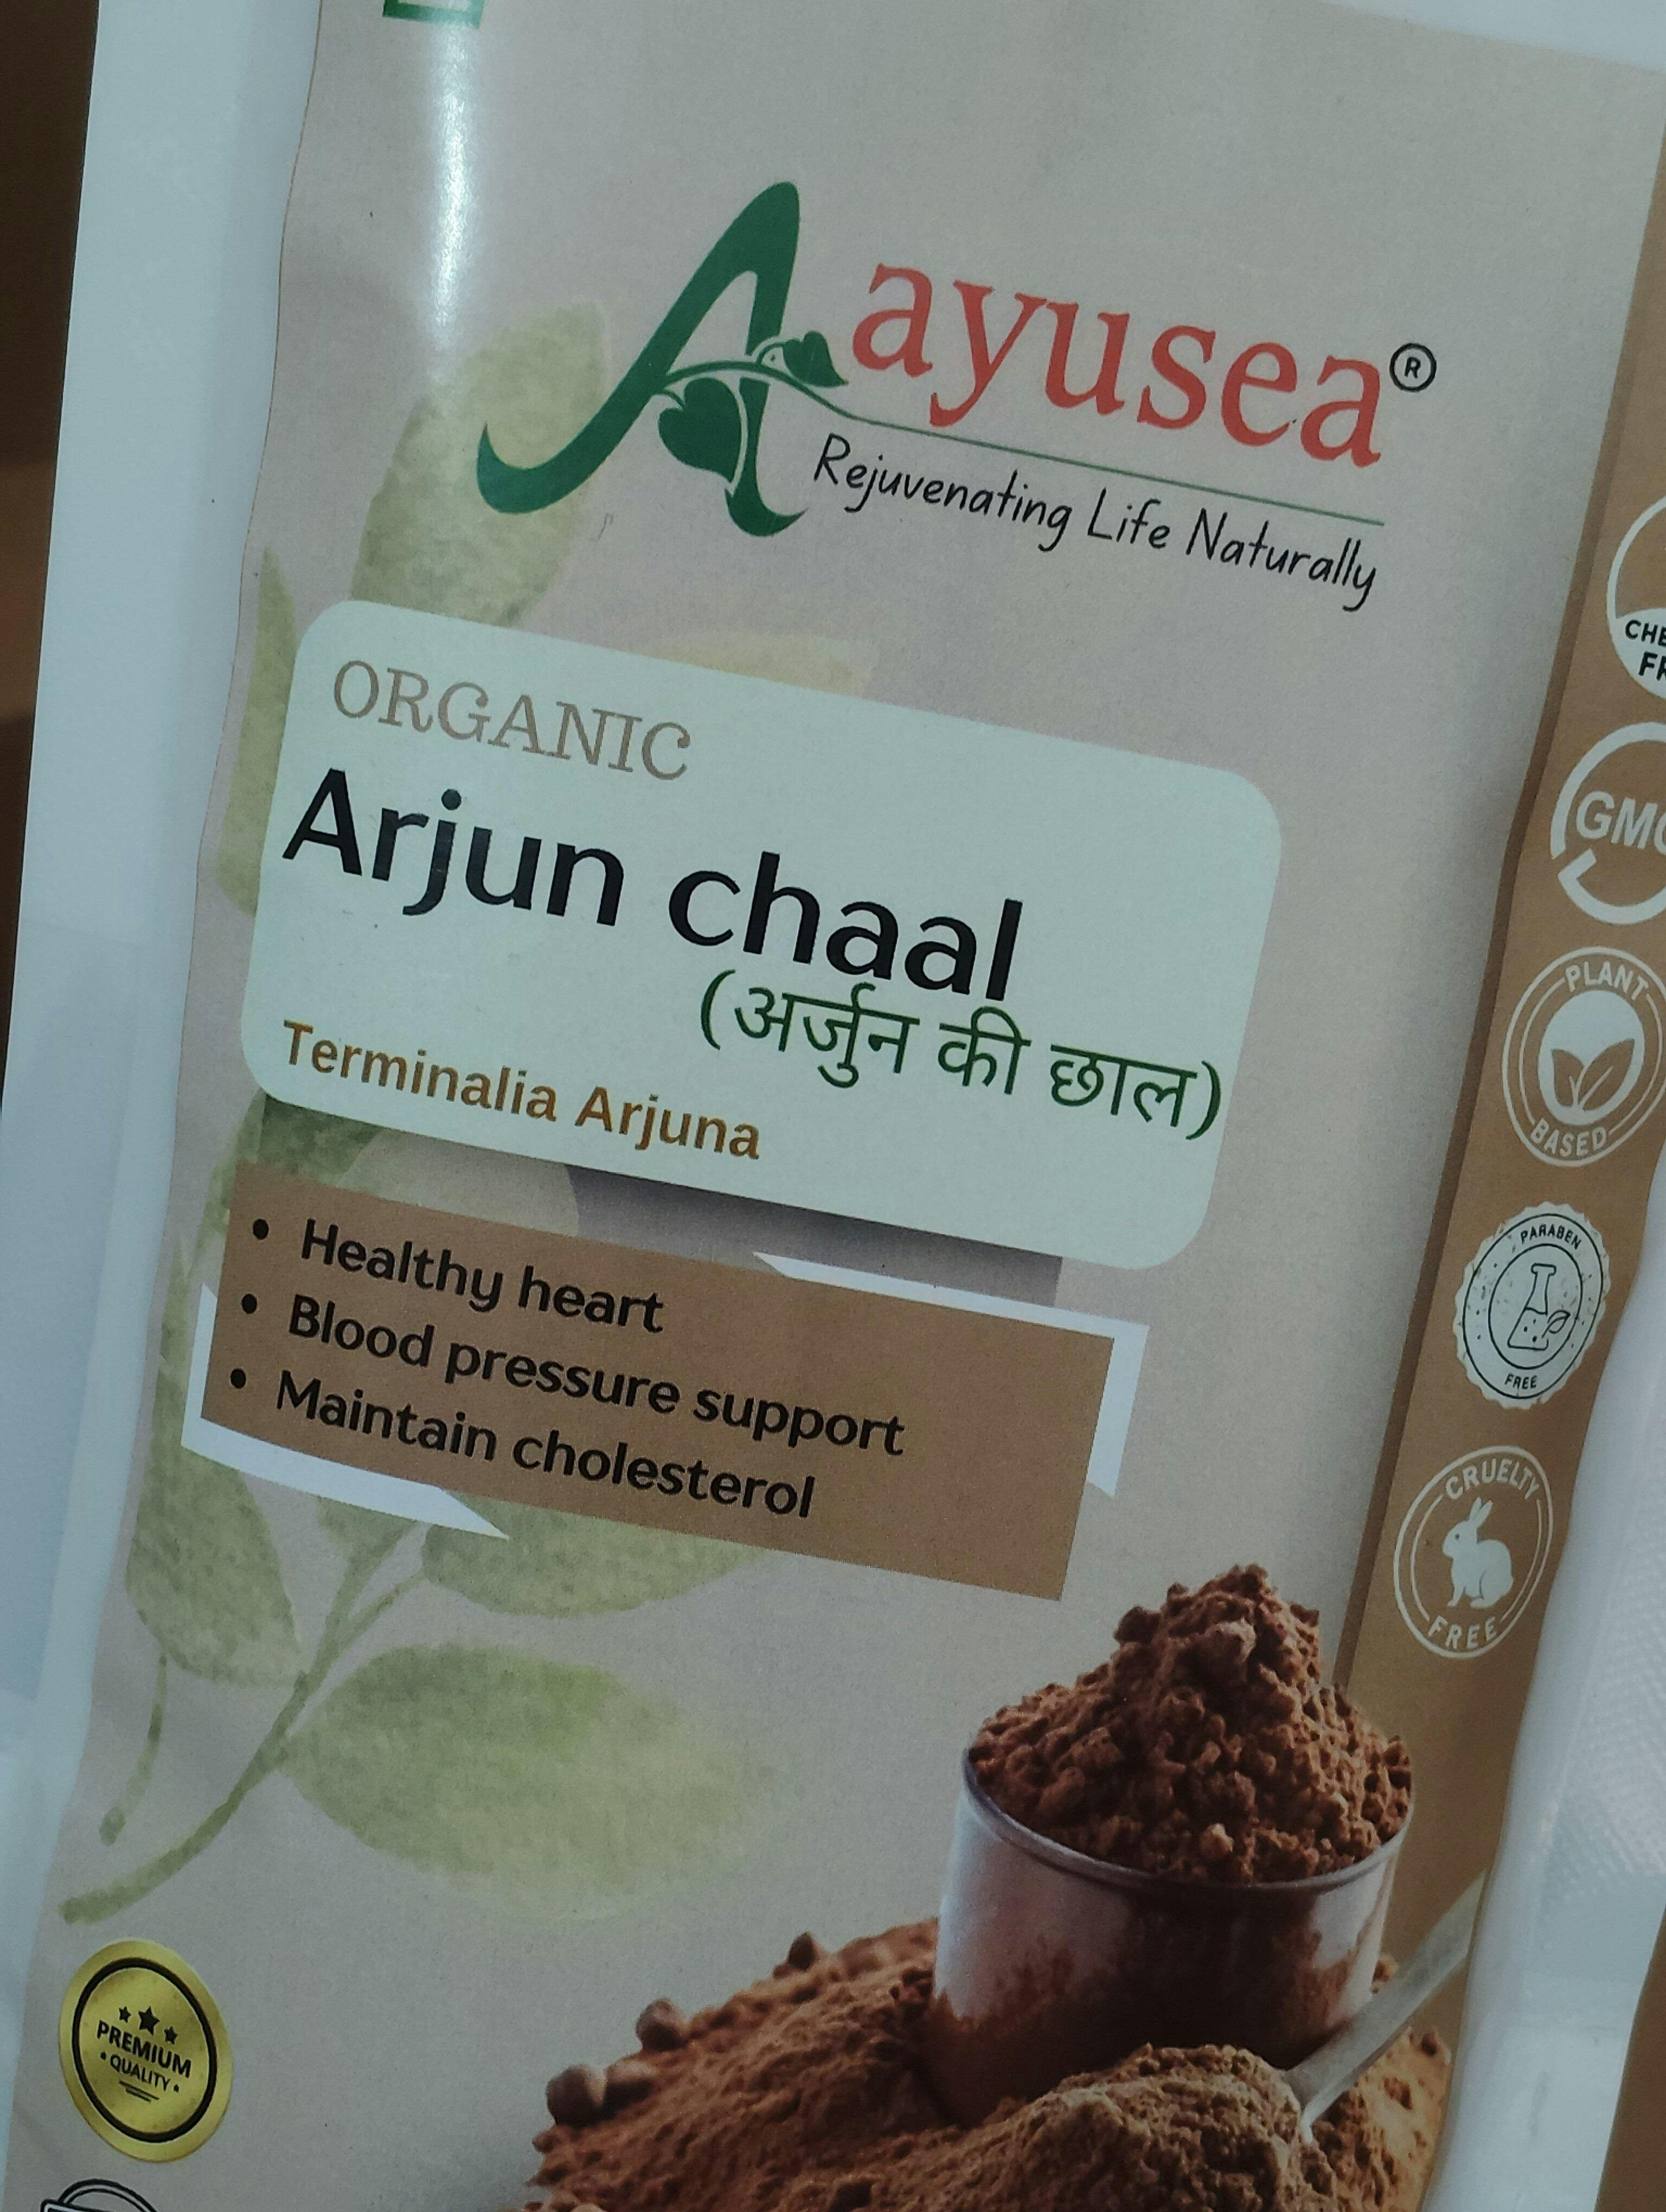 Aayusea®
Rejuvenating Life Naturally
ORGANIC
Arjun chaal
(अर्जुन की छाल)
Terminalia Arjuna
• Healthy heart
• Blood pressure support
• Maintain cholesterol
GMO
PLANT
BASED
PARABEN
FREE
CRUELTY
FREE
PREMIUM
• QUALITY •